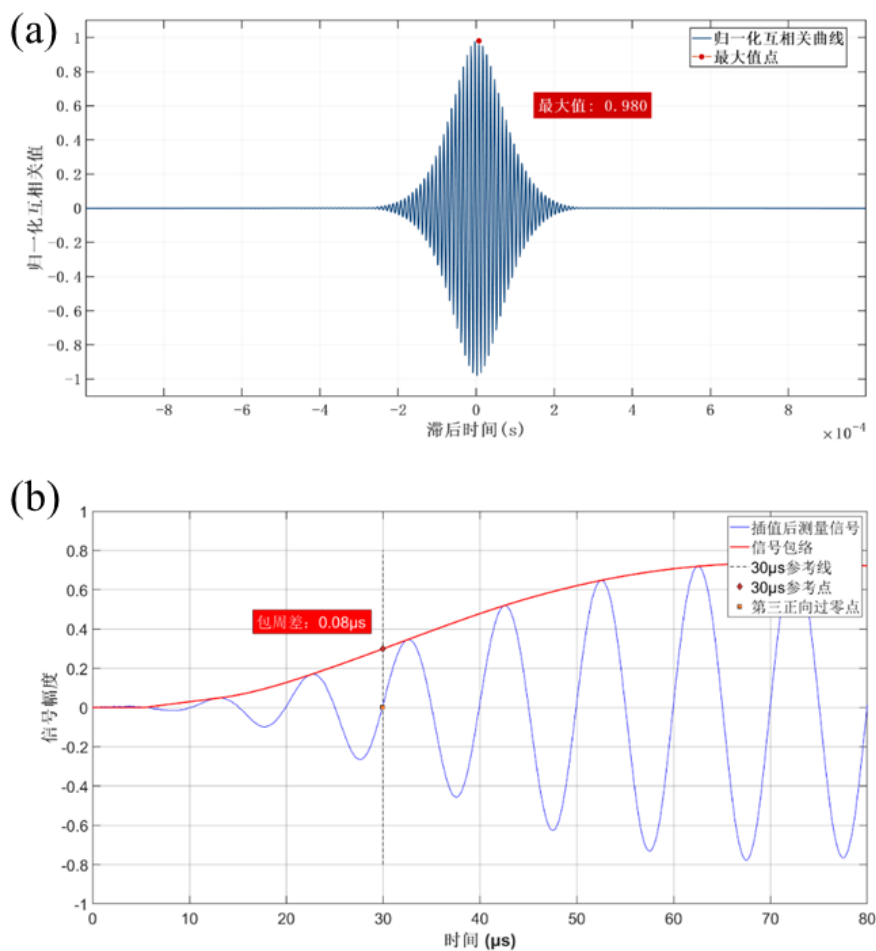 (a)
归一化互相关曲线
最大值点
最大值: 0.980
归一化互相关值
1
0.8
0.6
0.4
0.2
0
-0.2
-0.4
-0.6
-0.8
-1
-8 -6 -4 -2 0 2 4 6 8
滞后时间(s)
×10⁻⁴
(b)
插值后测量信号
信号包络
30μs参考线
30μs参考点
第三正向过零点
包周差: 0.08μs
信号幅度
1
0.8
0.6
0.4
0.2
0
-0.2
-0.4
-0.6
-0.8
-1
0 10 20 30 40 50 60 70 80
时间 (μs)